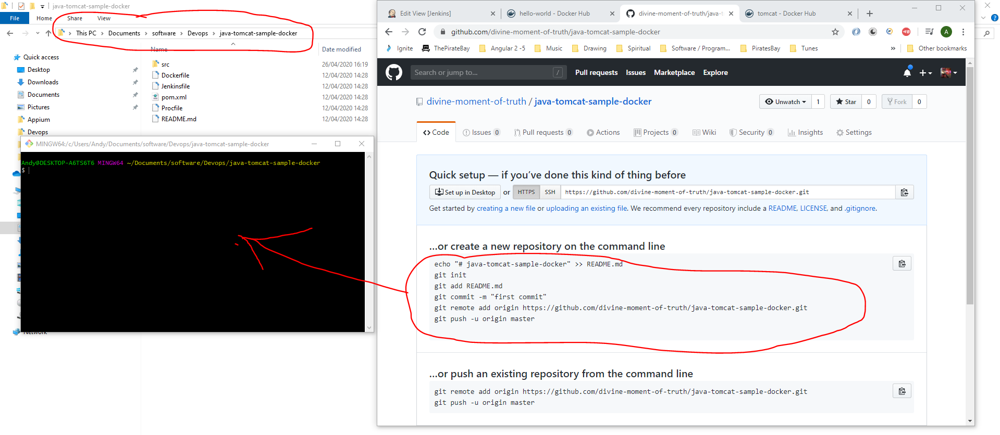 java-tomcat-sample-docker
File
Home
Share
View
This PC > Documents > software > Devops > java-tomcat-sample-docker
Name
Date modified
Quick access
Desktop
Downloads
Documents
Pictures
Appium
Devops
src 26/04/2020 16:19
Dockerfile 12/04/2020 14:28
Jenkinsfile 12/04/2020 14:28
pom.xml 12/04/2020 14:28
Procfile 12/04/2020 14:28
README.md 12/04/2020 14:28
MINGW64:/c/Users/Andy/Documents/software/Devops/java-tomcat-sample-docker
Andy@DESKTOP-A6TS6T6 MINGW64 ~/Documents/software/Devops/java-tomcat-sample-docker
$
Network
Edit View [Jenkins]
hello-world - Docker Hub
divine-moment-of-truth/java-t
tomcat - Docker Hub
github.com/divine-moment-of-truth/java-tomcat-sample-docker
A
Ignite
ThePirateBay
Angular 2 -5
Music
Drawing
Spiritual
Software / Program...
PiratesBay
Tunes
»
Other bookmarks
Search or jump to...
/
Pull requests
Issues
Marketplace
Explore
divine-moment-of-truth / java-tomcat-sample-docker
Unwatch 1
Star 0
Fork 0
Code
Issues 0
Pull requests 0
Actions
Projects 0
Wiki
Security 0
Insights
Settings
Quick setup — if you've done this kind of thing before
Set up in Desktop or HTTPS SSH https://github.com/divine-moment-of-truth/java-tomcat-sample-docker.git
Get started by creating a new file or uploading an existing file. We recommend every repository include a README, LICENSE, and .gitignore.
…or create a new repository on the command line
echo "# java-tomcat-sample-docker" >> README.md
git init
git add README.md
git commit -m "first commit"
git remote add origin https://github.com/divine-moment-of-truth/java-tomcat-sample-docker.git
git push -u origin master
…or push an existing repository from the command line
git remote add origin https://github.com/divine-moment-of-truth/java-tomcat-sample-docker.git
git push -u origin master